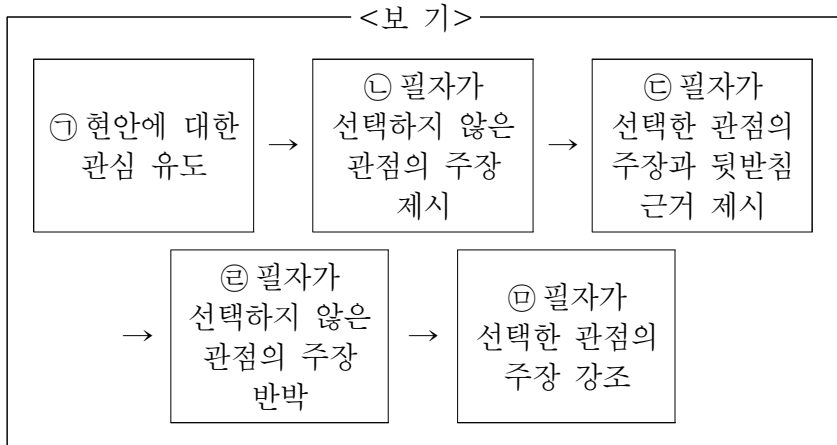 <보 기>
㉠ 현안에 대한
관심 유도
→
㉡ 필자가
선택하지 않은
관점의 주장
제시
→
㉢ 필자가
선택한 관점의
주장과 뒷받침
근거 제시
→
㉣ 필자가
선택하지 않은
관점의 주장
반박
→
㉤ 필자가
선택한 관점의
주장 강조